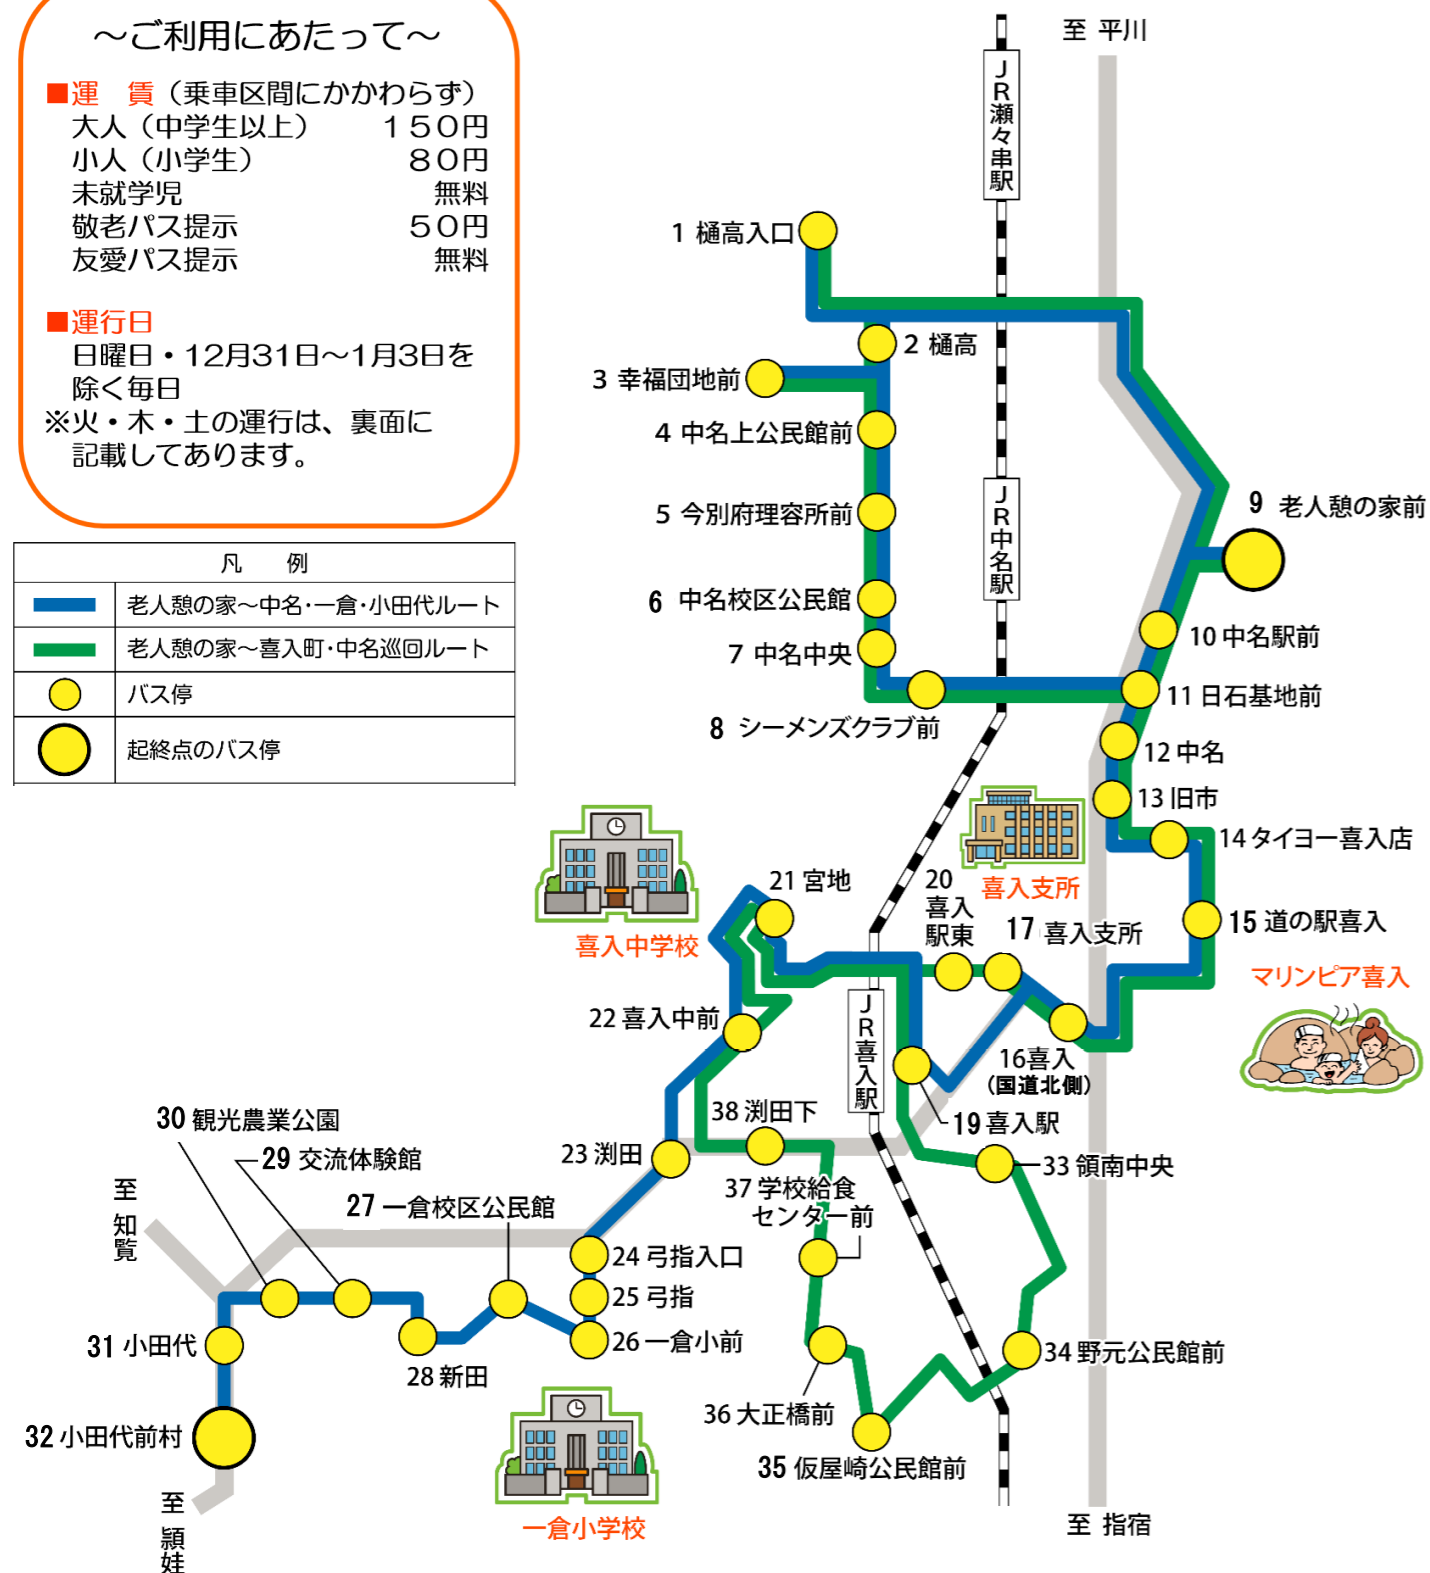 ～ご利用にあたって～
■運　賃（乗車区間にかかわらず）
大人（中学生以上）　　１５０円
小人（小学生）　　８０円
未就学児　　無料
敬老パス提示　　５０円
友愛パス提示　　無料
■運行日
日曜日・12月31日～1月3日を
除く毎日
※火・木・土の運行は、裏面に
記載してあります。
凡　例
老人憩の家～中名・一倉・小田代ルート
老人憩の家～喜入町・中名巡回ルート
バス停
起終点のバス停
至 平川
JR瀬々串駅
1 樋高入口
2 樋高
3 幸福団地前
4 中名上公民館前
5 今別府理容所前
6 中名校区公民館
7 中名中央
8 シーメンズクラブ前
JR中名駅
9 老人憩の家前
10 中名駅前
11 日石基地前
12 中名
13 旧市
14 タイヨー喜入店
15 道の駅喜入
マリンピア喜入
喜入支所
17 喜入支所
16喜入
（国道北側）
20
喜入
駅東
21 宮地
喜入中学校
22 喜入中前
JR喜入駅
19 喜入駅
38 渕田下
23 渕田
33 領南中央
37 学校給食
センター前
30 観光農業公園
29 交流体験館
27 一倉校区公民館
至
知
覧
24 弓指入口
25 弓指
26 一倉小前
28 新田
31 小田代
32 小田代前村
34 野元公民館前
36 大正橋前
35 仮屋崎公民館前
一倉小学校
至
頴
娃
至 指宿